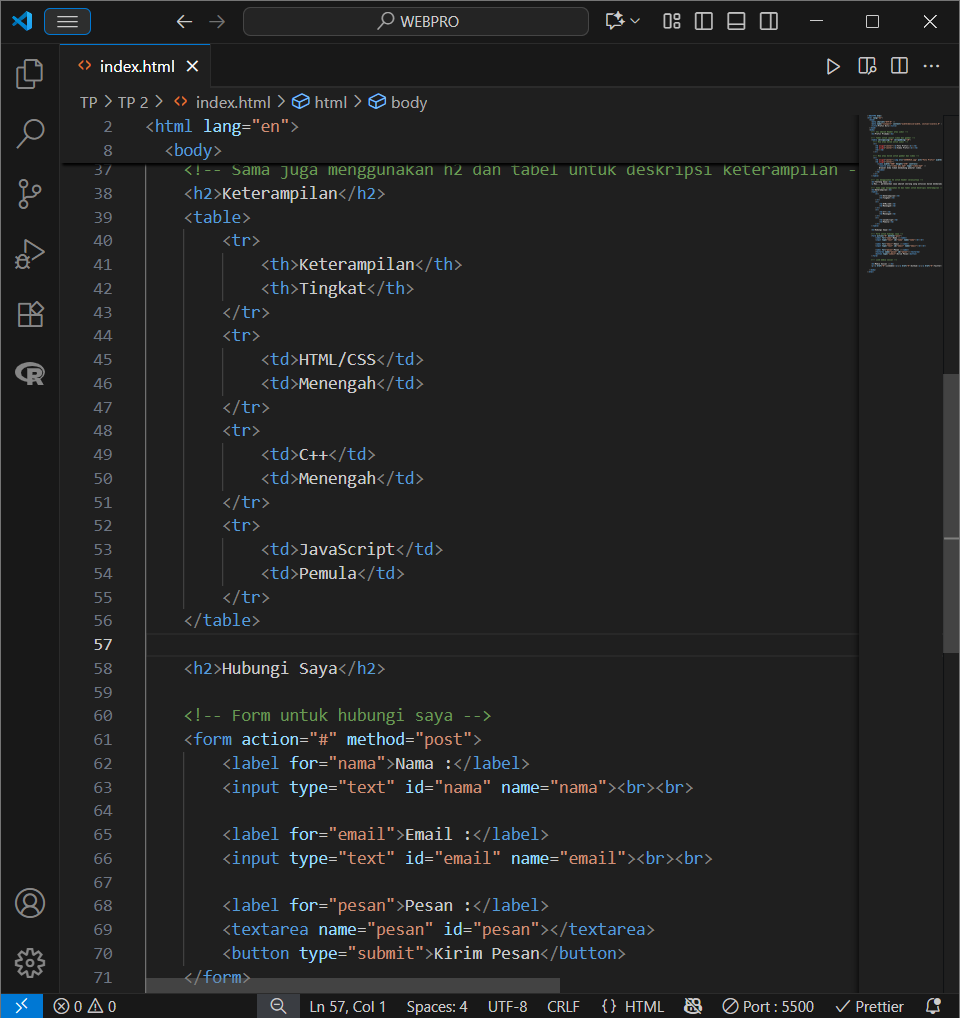 WEBPRO
index.html
TP > TP 2 > index.html > html > body
2 <html lang="en">
8 <body>
37 <!-- Sama juga menggunakan h2 dan tabel untuk deskripsi keterampilan -
38 <h2>Keterampilan</h2>
39 <table>
40 <tr>
41 <th>Keterampilan</th>
42 <th>Tingkat</th>
43 </tr>
44 <tr>
45 <td>HTML/CSS</td>
46 <td>Menengah</td>
47 </tr>
48 <tr>
49 <td>C++</td>
50 <td>Menengah</td>
51 </tr>
52 <tr>
53 <td>JavaScript</td>
54 <td>Pemula</td>
55 </tr>
56 </table>
57
58 <h2>Hubungi Saya</h2>
59
60 <!-- Form untuk hubungi saya -->
61 <form action="#" method="post">
62 <label for="nama">Nama :</label>
63 <input type="text" id="nama" name="nama"><br><br>
64
65 <label for="email">Email :</label>
66 <input type="text" id="email" name="email"><br><br>
67
68 <label for="pesan">Pesan :</label>
69 <textarea name="pesan" id="pesan"></textarea>
70 <button type="submit">Kirim Pesan</button>
71 </form>
0 0 Ln 57, Col 1 Spaces: 4 UTF-8 CRLF {} HTML Port : 5500 Prettier